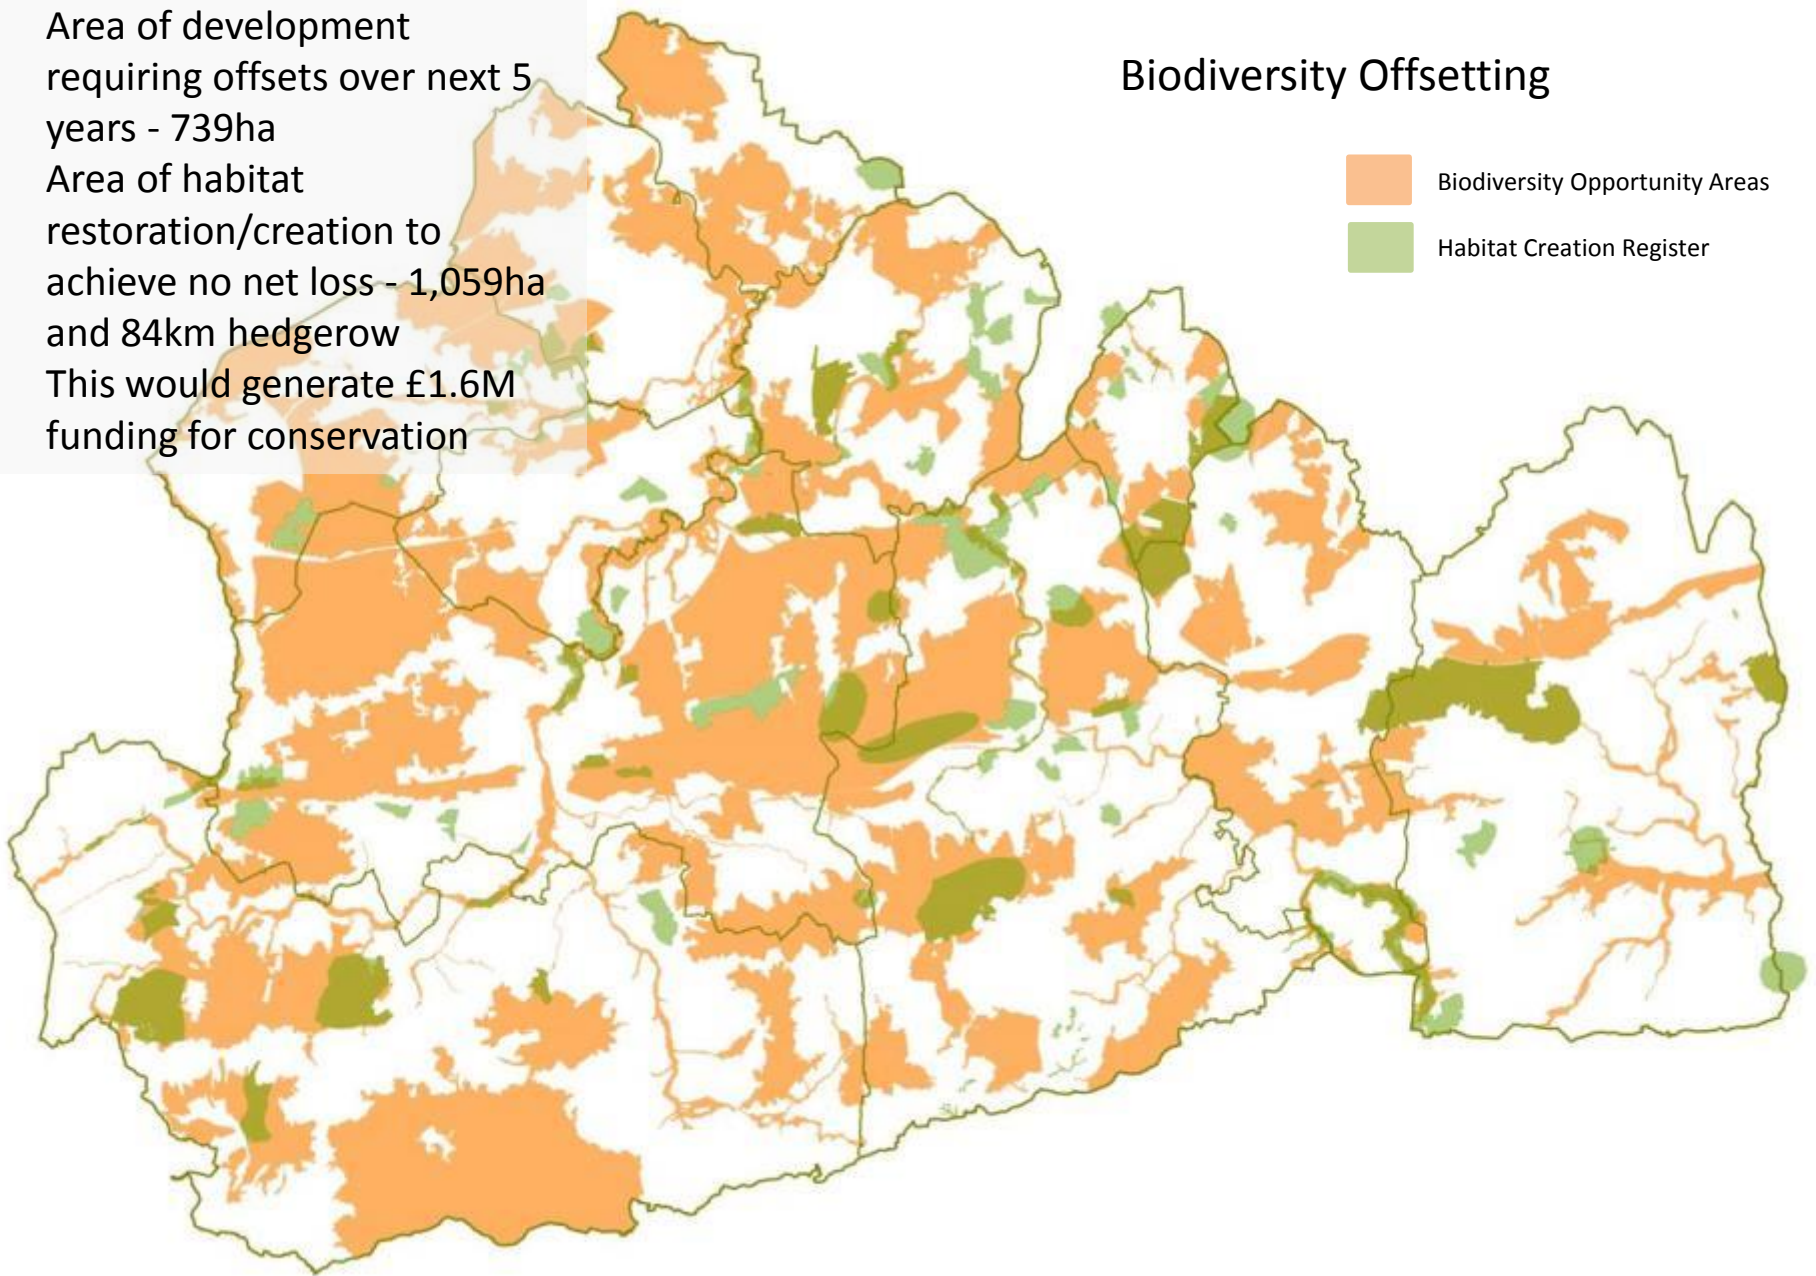 Area of development
requiring offsets over next 5
years - 739ha
Area of habitat
restoration/creation to
achieve no net loss - 1,059ha
and 84km hedgerow
This would generate £1.6M
funding for conservation
Biodiversity Offsetting
Biodiversity Opportunity Areas
Habitat Creation Register